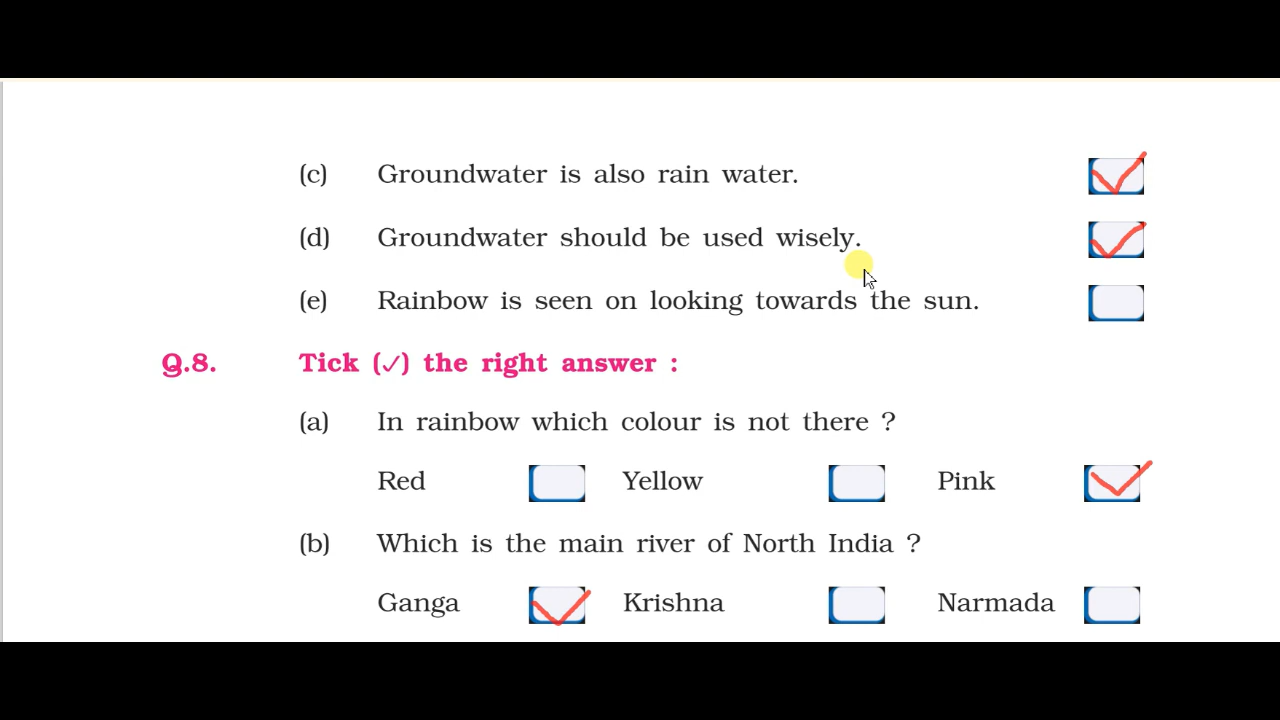 (c) Groundwater is also rain water.
(d) Groundwater should be used wisely.
(e) Rainbow is seen on looking towards the sun.
Q.8. Tick (✓) the right answer :
(a) In rainbow which colour is not there ?
Red Yellow Pink
(b) Which is the main river of North India ?
Ganga Krishna Narmada